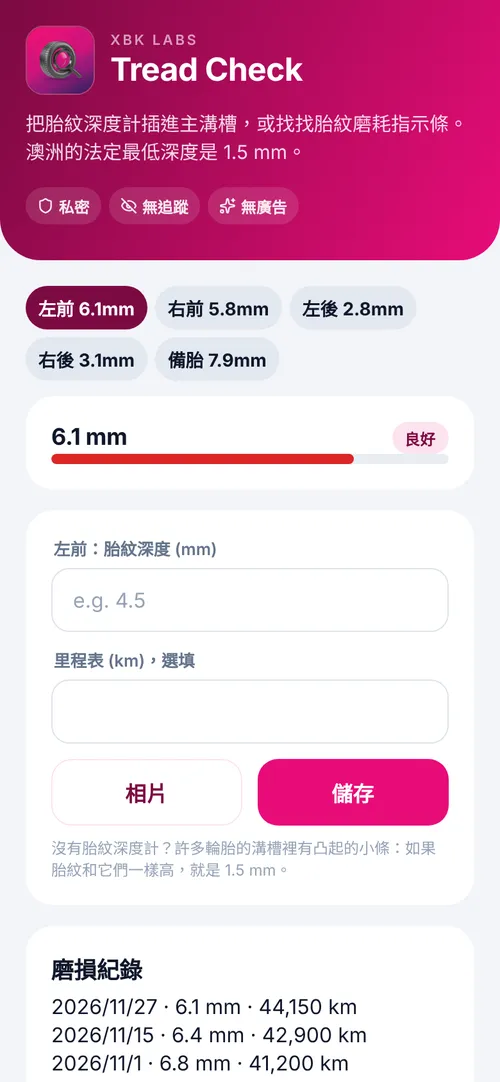 XBK LABS
Tread Check
把胎紋深度計插進主溝槽，或找找胎紋磨耗指示條。
澳洲的法定最低深度是 1.5 mm。
私密
無追蹤
無廣告
左前 6.1mm
右前 5.8mm
左後 2.8mm
右後 3.1mm
備胎 7.9mm
6.1 mm
良好
左前：胎紋深度 (mm)
e.g. 4.5
里程表 (km)，選填
相片
儲存
沒有胎紋深度計？許多輪胎的溝槽裡有凸起的小條：如果
胎紋和它們一樣高，就是 1.5 mm。
磨損紀錄
2026/11/27 · 6.1 mm · 44,150 km
2026/11/15 · 6.4 mm · 42,900 km
2026/11/1 · 6.8 mm · 41,200 km